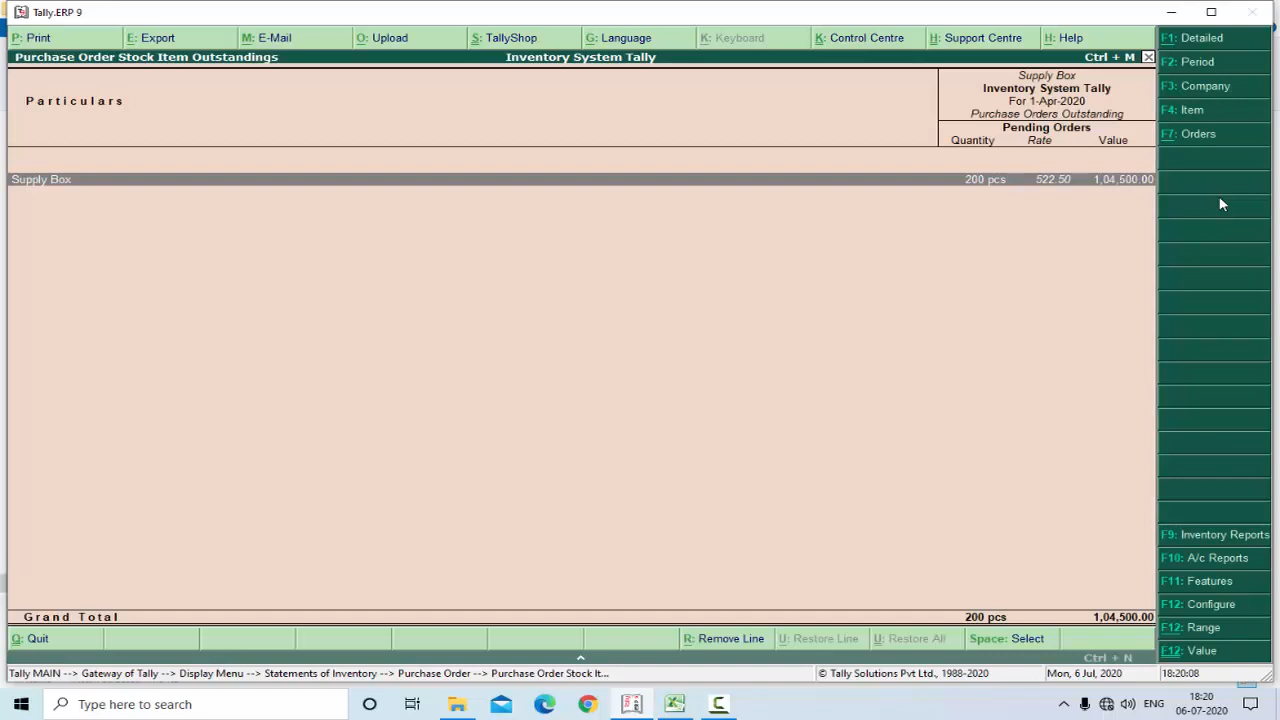 Tally.ERP 9
P: Print
E: Export
M: E-Mail
O: Upload
S: TallyShop
G: Language
K: Keyboard
K: Control Centre
H: Support Centre
H: Help
F1: Detailed
Purchase Order Stock Item Outstandings
Inventory System Tally
Ctrl + M
F2: Period
Particulars
Supply Box
Inventory System Tally
For 1-Apr-2020
Purchase Orders Outstanding
Pending Orders
Quantity Rate Value
F3: Company
F4: Item
F7: Orders
Supply Box 200 pcs 522.50 1,04,500.00
F9: Inventory Reports
F10: A/c Reports
F11: Features
F12: Configure
F12: Range
F12: Value
Grand Total 200 pcs 1,04,500.00
Q: Quit
R: Remove Line
U: Restore Line
U: Restore All
Space: Select
Ctrl + N
Tally MAIN --> Gateway of Tally --> Display Menu --> Statements of Inventory --> Purchase Order --> Purchase Order Stock It...
© Tally Solutions Pvt Ltd., 1988-2020
Mon, 6 Jul, 2020
18:20:08
Type here to search
ENG
18:20
06-07-2020